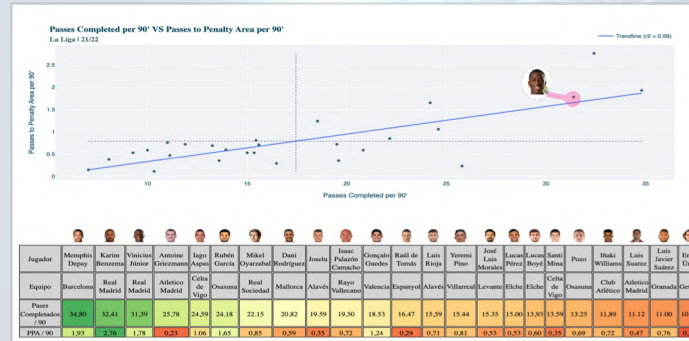 Passes Completed per 90' VS Passes to Penalty Area per 90'
La Liga | 21/22
Trendline (r2 = 0.59)
Passes to Penalty Area per 90'
2.5
2
1.5
1
0.5
0
10 15 20 25 30 35
Passes Completed per 90'
Jugador Memphis Depay Karim Benzema Vinicius Júnior Antoine Griezmann Iago Aspas Rubén García Mikel Oyarzabal Dani Rodríguez Joselu Isaac Palazón Camacho Gonçalo Guedes Raúl de Tomás Luis Rioja Yeremi Pino José Luis Morales Lucas Pérez Lucas Boyé Santi Mina Pozo Iñaki Williams Luis Suarez Luis Javier Suárez
Equipo Barcelona Real Madrid Real Madrid Atletico Madrid Celta de Vigo Osasuna Real Sociedad Mallorca Alavés Rayo Vallecano Valencia Espanyol Alavés Villarreal Levante Elche Elche Celta de Vigo Osasuna Club Atlético Atletico Madrid Granada
Pases Completados / 90 34,80 32,41 31,39 25,78 24,59 24.18 22.15 20,82 19.59 19,50 18.53 16.47 15,59 15.44 15.35 15.00 13,93 13.59 13.25 11,89 11.12 11.00
PPA / 90 1,93 2,76 1,78 0,23 1.06 1,65 0,85 0,59 0,35 0,72 1,24 0,29 0,71 0,81 0,53 0,53 0,60 0,35 0,69 0,72 0,47 0,76